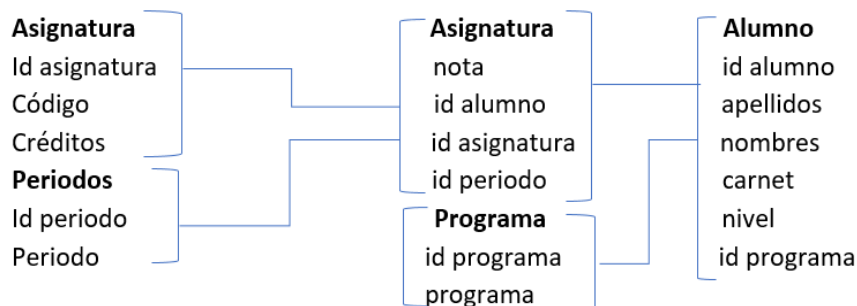 Asignatura
Id asignatura
Código
Créditos
Periodos
Id periodo
Periodo
Asignatura
nota
id alumno
id asignatura
id periodo
Programa
id programa
programa
Alumno
id alumno
apellidos
nombres
carnet
nivel
id programa